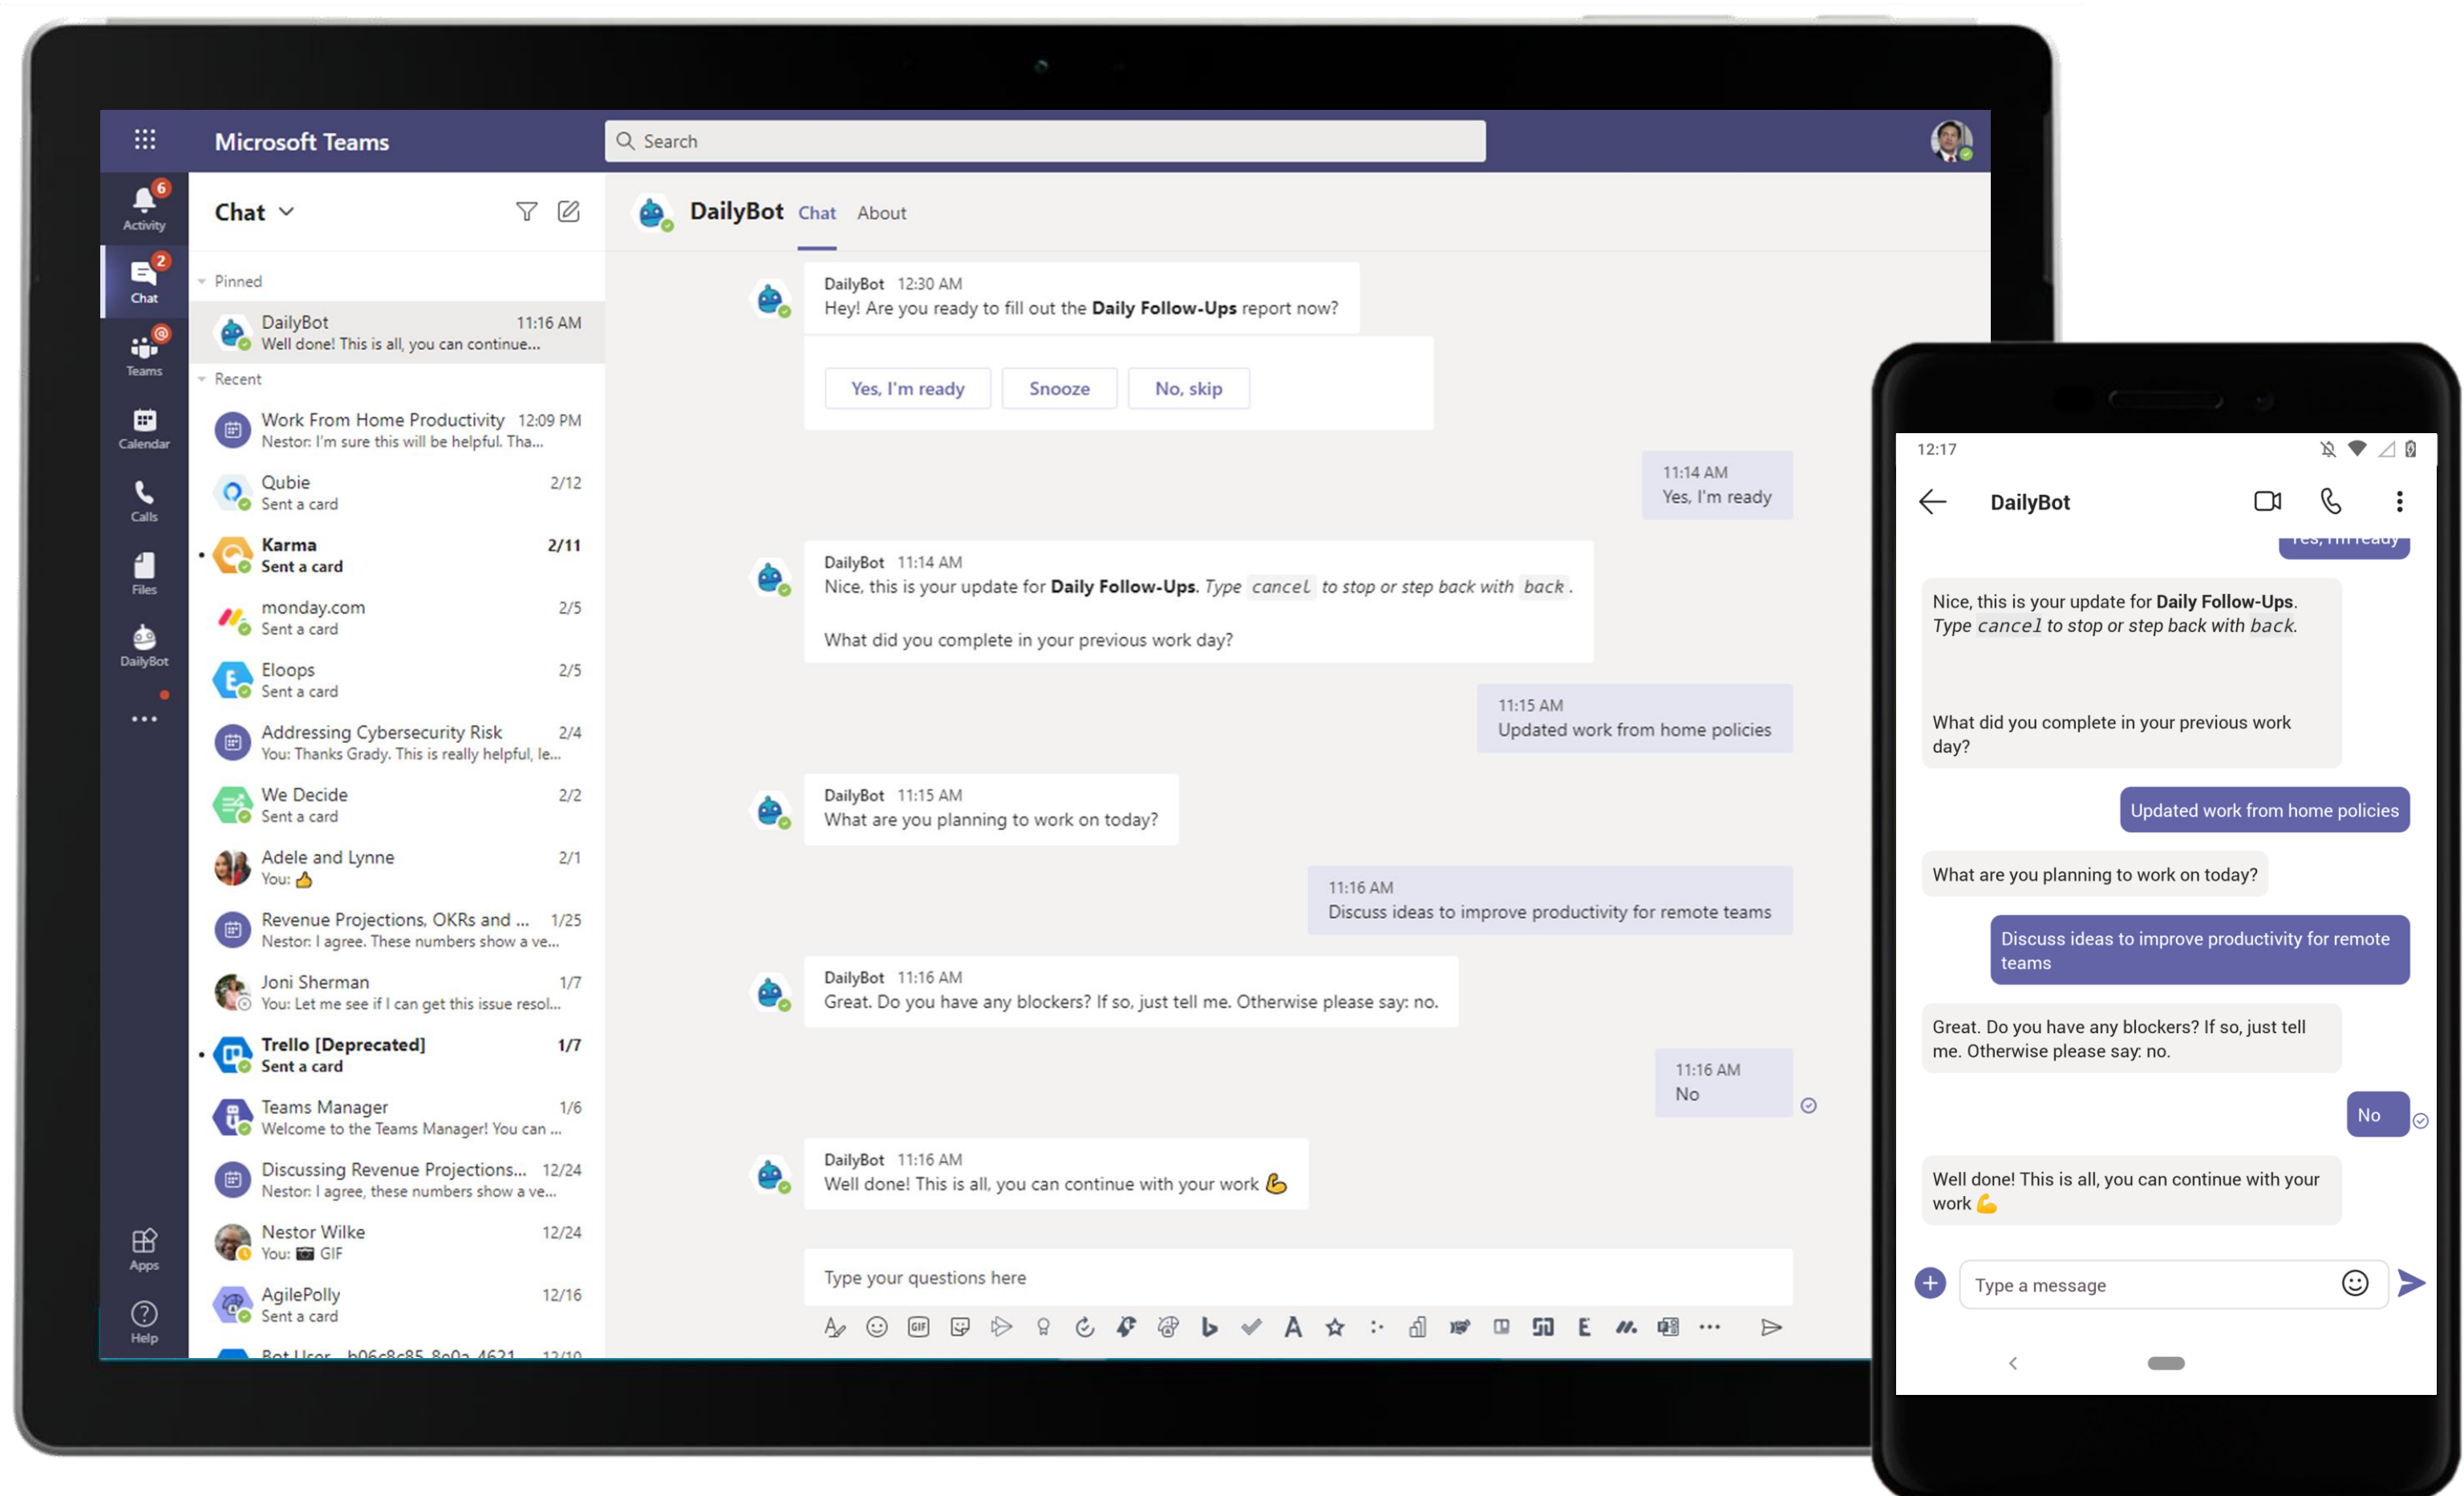 Microsoft Teams
Search
6
Activity
2
Chat
Teams
Calendar
Calls
Files
DailyBot
Apps
Help
Chat
Pinned
DailyBot 11:16 AM
Well done! This is all, you can continue...
Recent
Work From Home Productivity 12:09 PM
Nestor: I'm sure this will be helpful. Tha...
Qubie 2/12
Sent a card
Karma 2/11
Sent a card
monday.com 2/5
Sent a card
Eloops 2/5
Sent a card
Addressing Cybersecurity Risk 2/4
You: Thanks Grady. This is really helpful, le...
We Decide 2/2
Sent a card
Adele and Lynne 2/1
You: 👍
Revenue Projections, OKRs and ... 1/25
Nestor: I agree. These numbers show a ve...
Joni Sherman 1/7
You: Let me see if I can get this issue resol...
Trello [Deprecated] 1/7
Sent a card
Teams Manager 1/6
Welcome to the Teams Manager! You can ...
Discussing Revenue Projections... 12/24
Nestor: I agree, these numbers show a ve...
Nestor Wilke 12/24
You: 📷 GIF
AgilePolly 12/16
Sent a card
Bot User 12/10
DailyBot Chat About
DailyBot 12:30 AM
Hey! Are you ready to fill out the Daily Follow-Ups report now?
Yes, I'm ready Snooze No, skip
11:14 AM
Yes, I'm ready
DailyBot 11:14 AM
Nice, this is your update for Daily Follow-Ups. Type cancel to stop or step back with back.
What did you complete in your previous work day?
11:15 AM
Updated work from home policies
DailyBot 11:15 AM
What are you planning to work on today?
11:16 AM
Discuss ideas to improve productivity for remote teams
DailyBot 11:16 AM
Great. Do you have any blockers? If so, just tell me. Otherwise please say: no.
11:16 AM
No
DailyBot 11:16 AM
Well done! This is all, you can continue with your work 💪
Type your questions here
GIF
12:17
DailyBot
Yes, I'm ready
Nice, this is your update for Daily Follow-Ups.
Type cancel to stop or step back with back.
What did you complete in your previous work
day?
Updated work from home policies
What are you planning to work on today?
Discuss ideas to improve productivity for remote
teams
Great. Do you have any blockers? If so, just tell
me. Otherwise please say: no.
No
Well done! This is all, you can continue with your
work 💪
Type a message